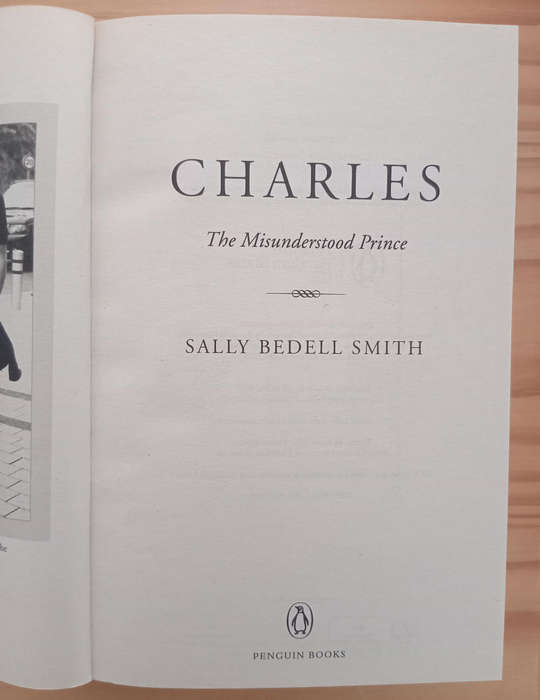 CHARLES
The Misunderstood Prince
SALLY BEDELL SMITH
PENGUIN BOOKS